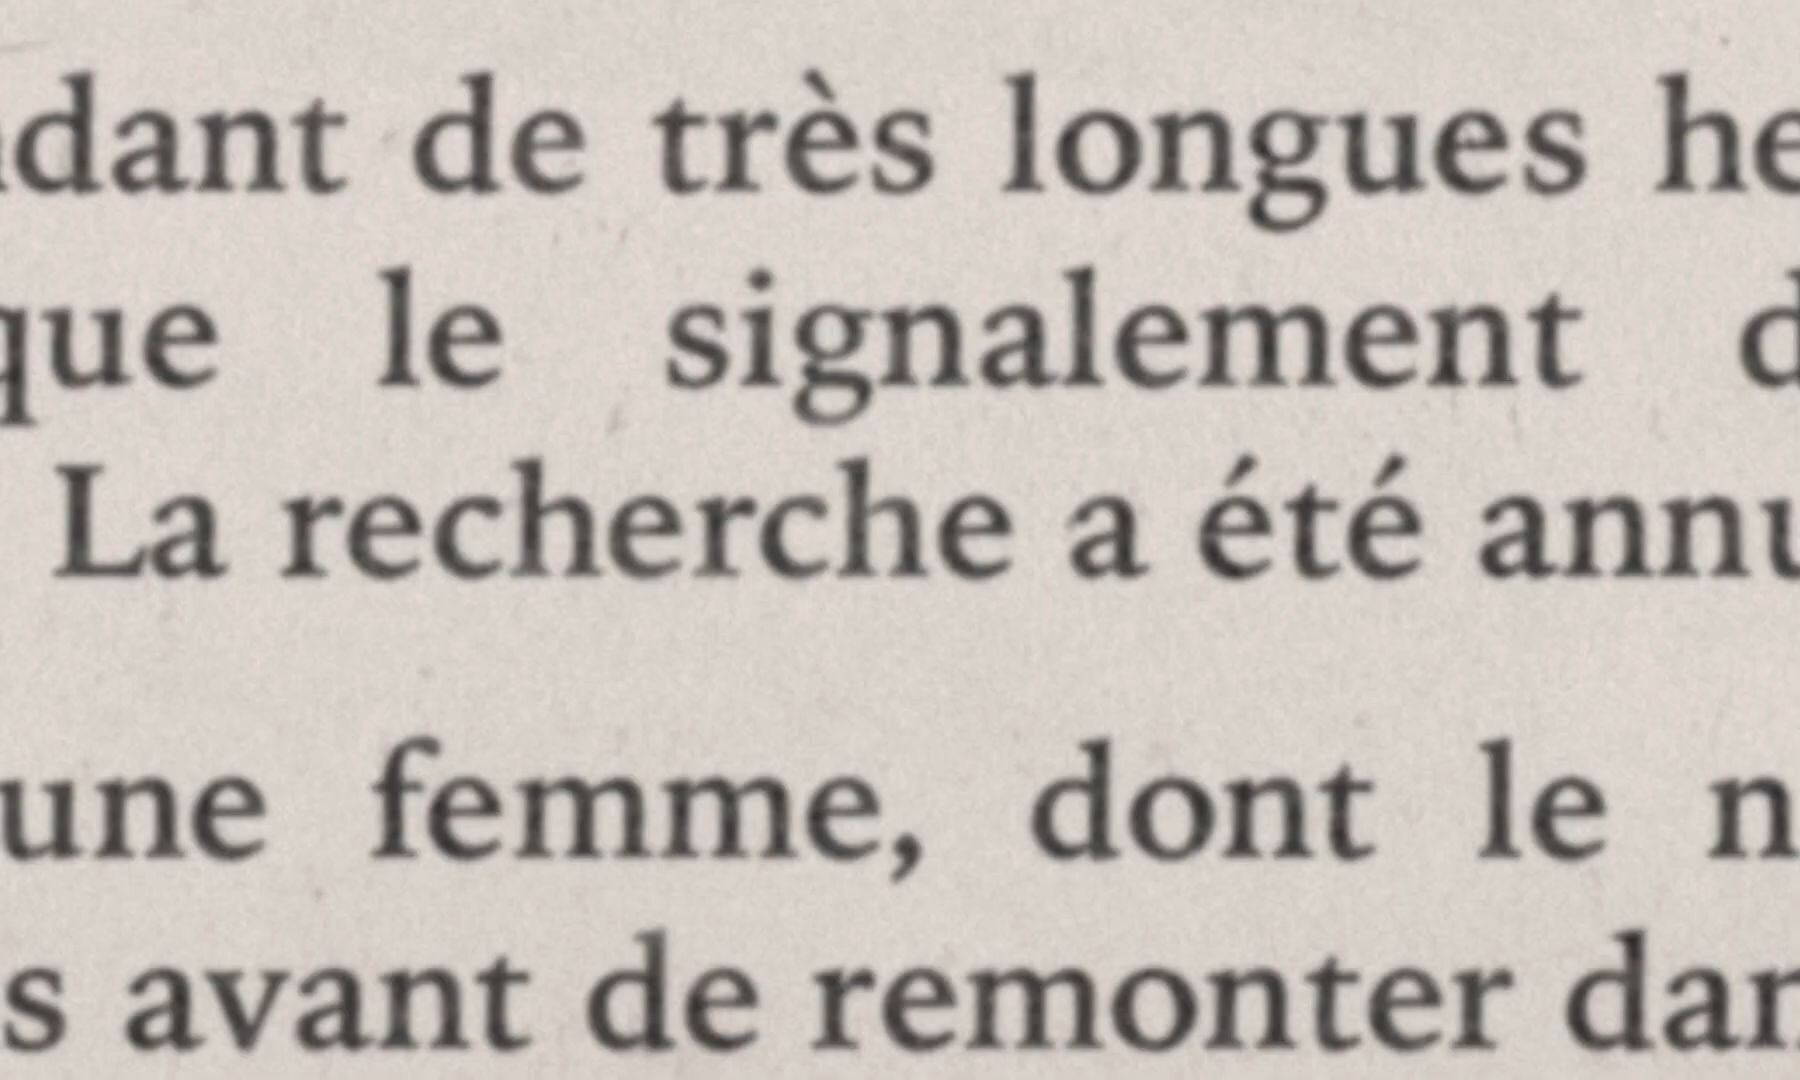 dant de très longues he
que le signalement d
La recherche a été annu
une femme, dont le n
s avant de remonter dan